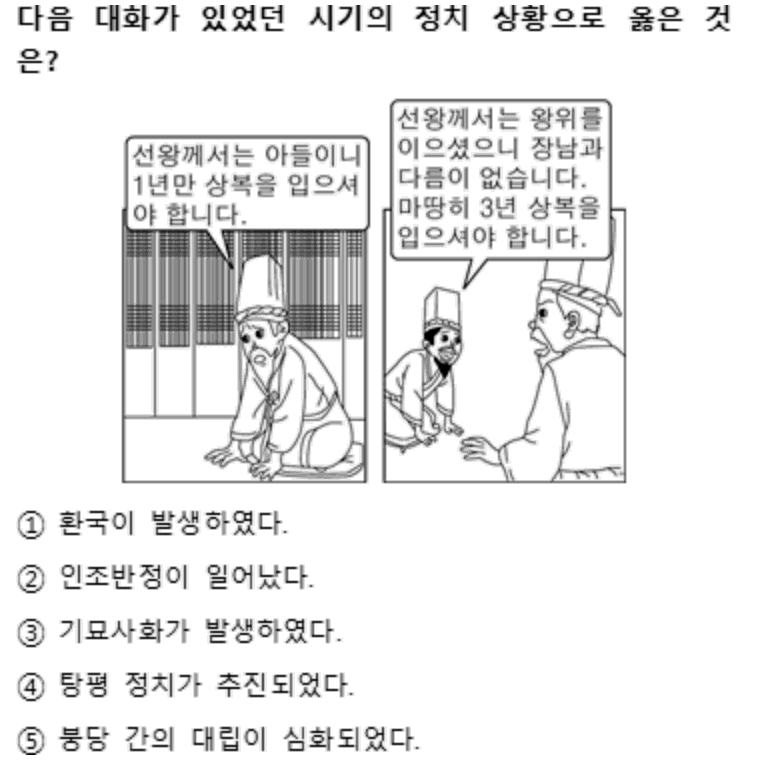 다음 대화가 있었던 시기의 정치 상황으로 옳은 것
은?
선왕께서는 아들이니
1년만 상복을 입으셔
야 합니다.
선왕께서는 왕위를
이으셨으니 장남과
다름이 없습니다.
마땅히 3년 상복을
입으셔야 합니다.
① 환국이 발생하였다.
② 인조반정이 일어났다.
③ 기묘사화가 발생하였다.
④ 탕평 정치가 추진되었다.
⑤ 붕당 간의 대립이 심화되었다.